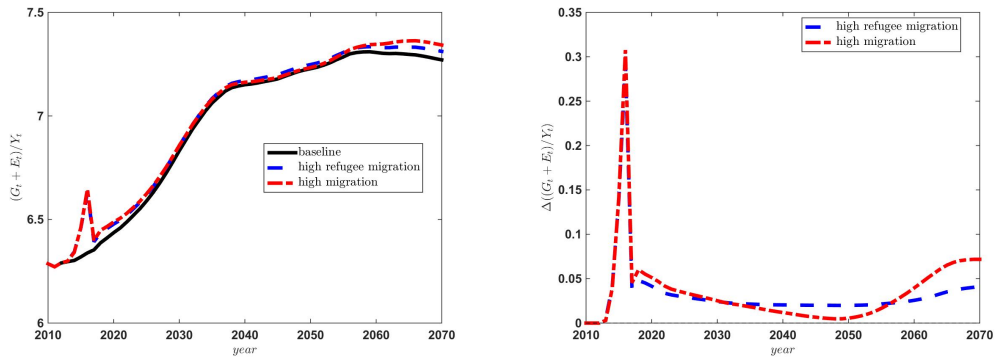 7.5
7
6.5
6
(G_t + E_t)/Y_t
2010 2020 2030 2040 2050 2060 2070
year
baseline
high refugee migration
high migration
0.35
0.3
0.25
0.2
0.15
0.1
0.05
0
Δ((G_t + E_t)/Y_t)
2010 2020 2030 2040 2050 2060 2070
year
high refugee migration
high migration